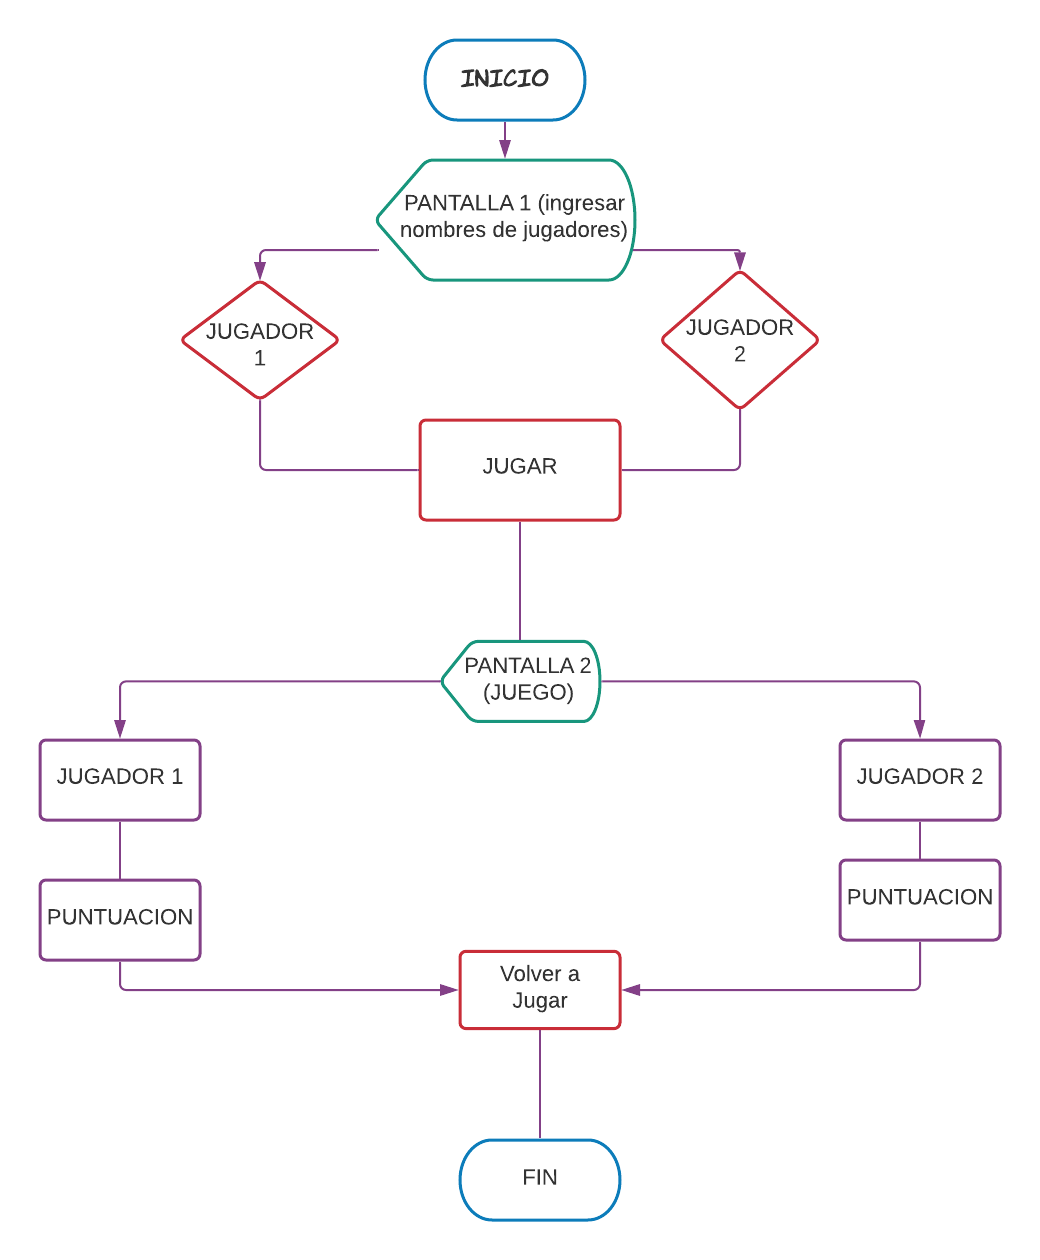 INICIO
PANTALLA 1 (ingresar
nombres de jugadores)
JUGADOR
1
JUGADOR
2
JUGAR
PANTALLA 2
(JUEGO)
JUGADOR 1
JUGADOR 2
PUNTUACION
PUNTUACION
Volver a
Jugar
FIN